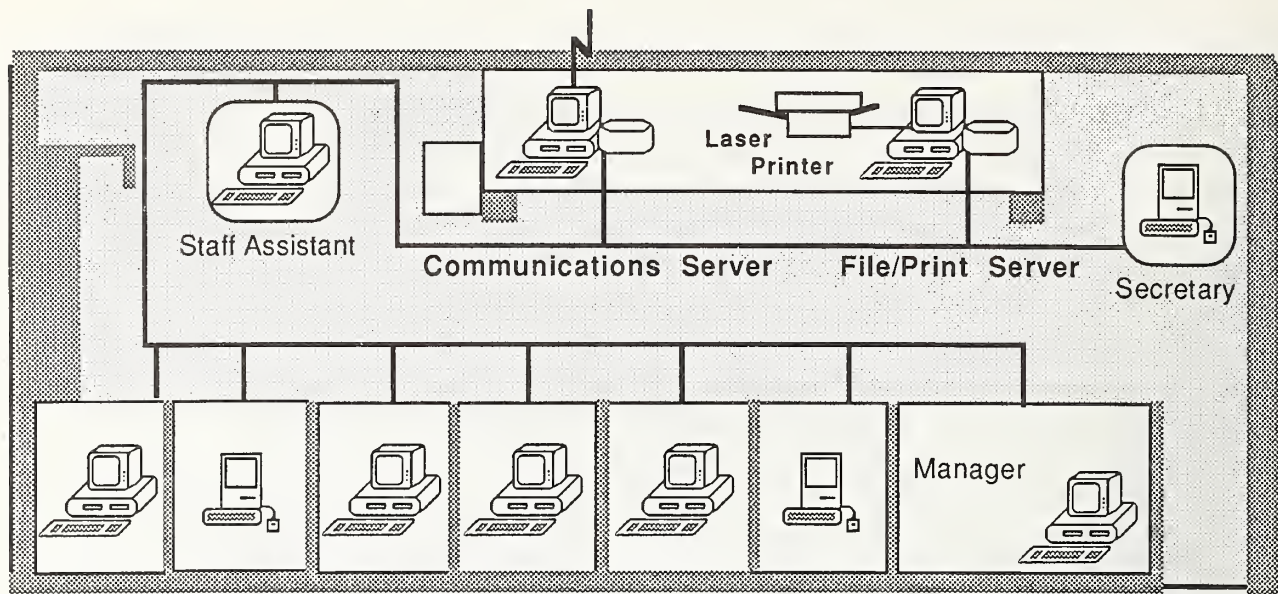 Laser
Printer
Staff Assistant
Communications Server
File/Print Server
Secretary
Manager